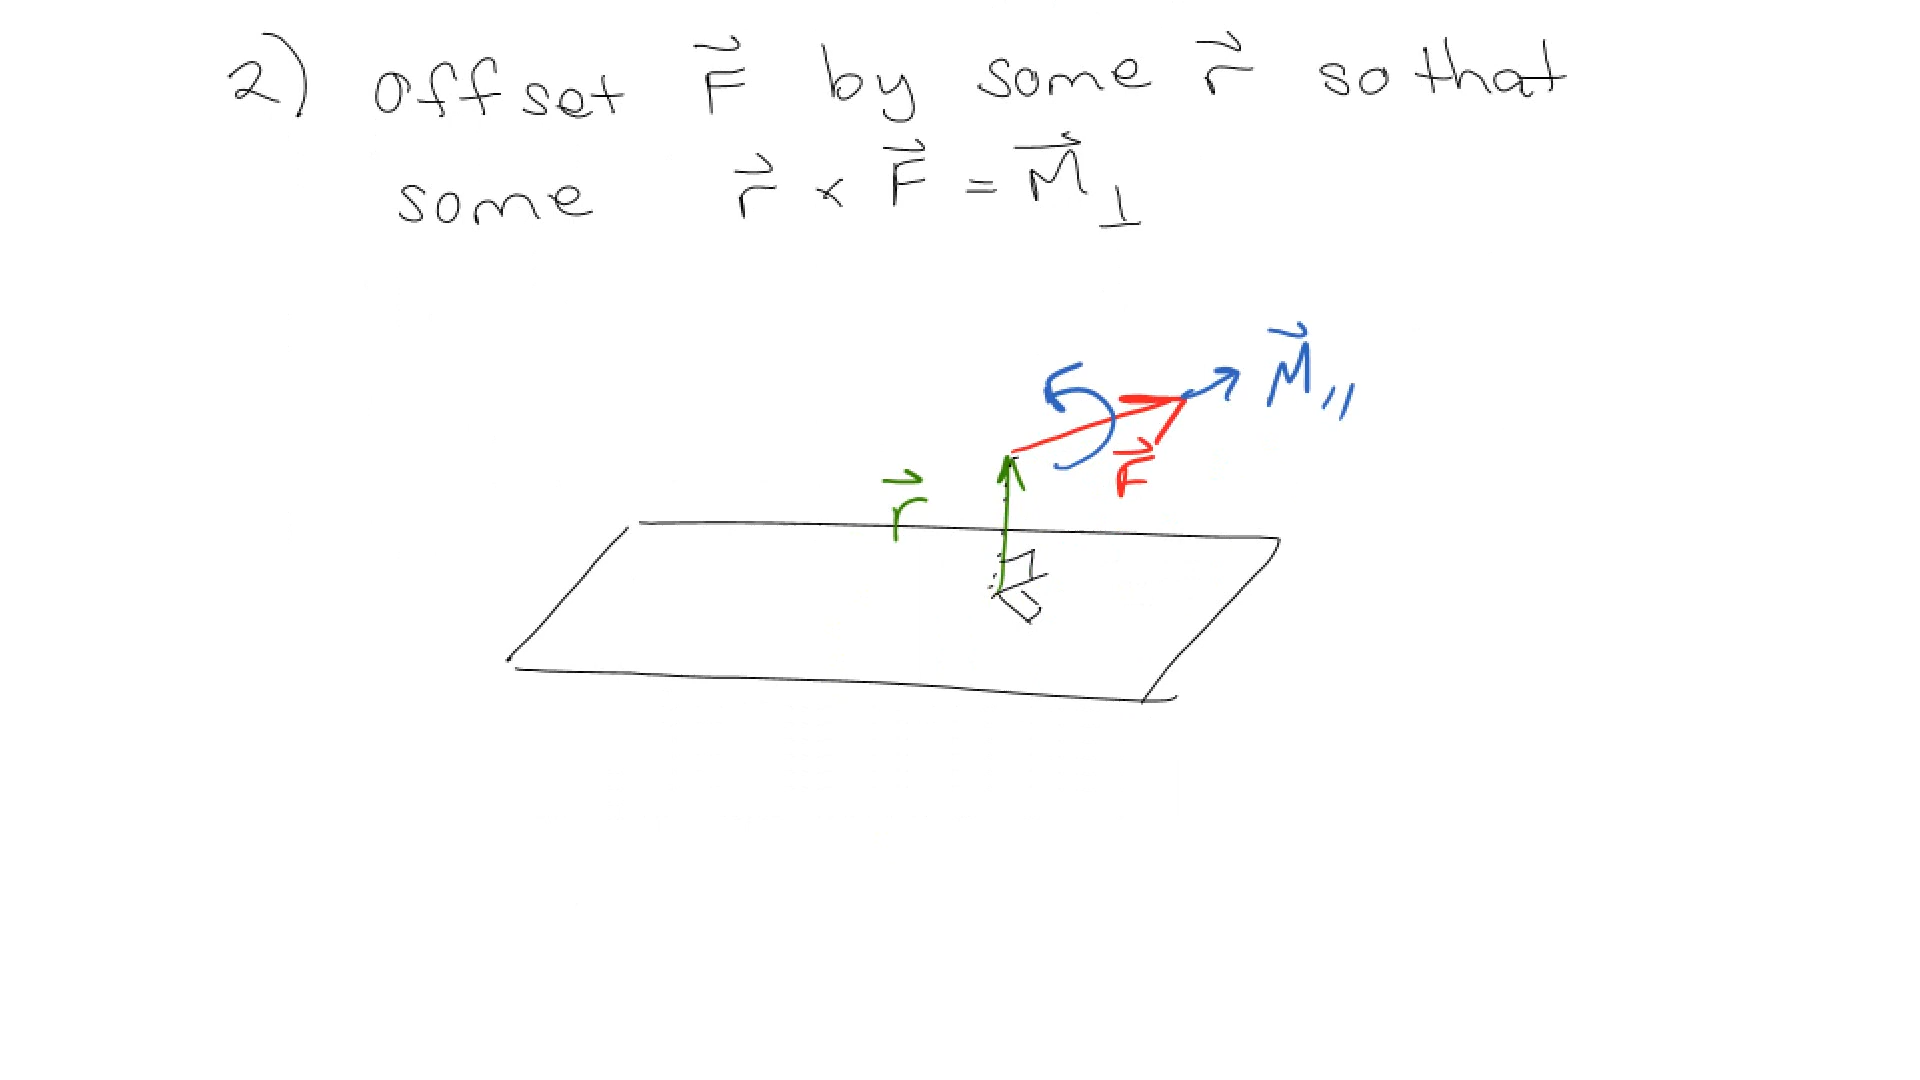 2) offset F⃗ by some r⃗ so that
some r⃗ × F⃗ = M⃗⊥
M⃗//
F⃗
r⃗